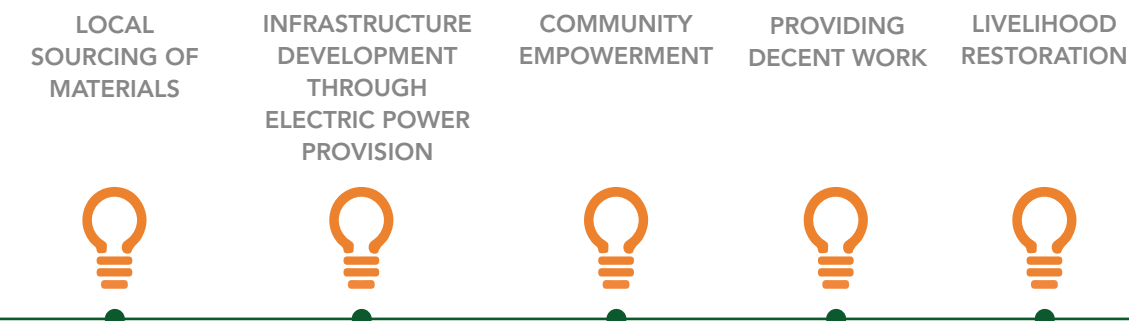 LOCAL
SOURCING OF
MATERIALS
INFRASTRUCTURE
DEVELOPMENT
THROUGH
ELECTRIC POWER
PROVISION
COMMUNITY
EMPOWERMENT
PROVIDING
DECENT WORK
LIVELIHOOD
RESTORATION